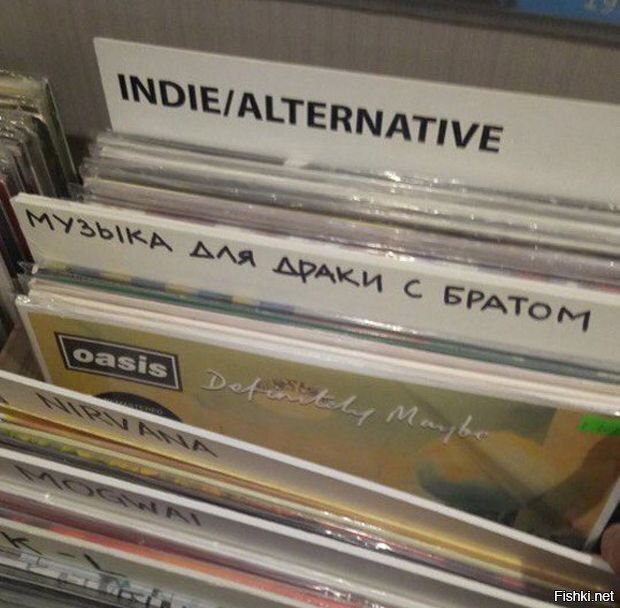 INDIE/ALTERNATIVE
МУЗЫКА ДЛЯ ДРАКИ С БРАТОМ
oasis
Definitely Maybe
NIRVANA
MOGWAI
Fishki.net